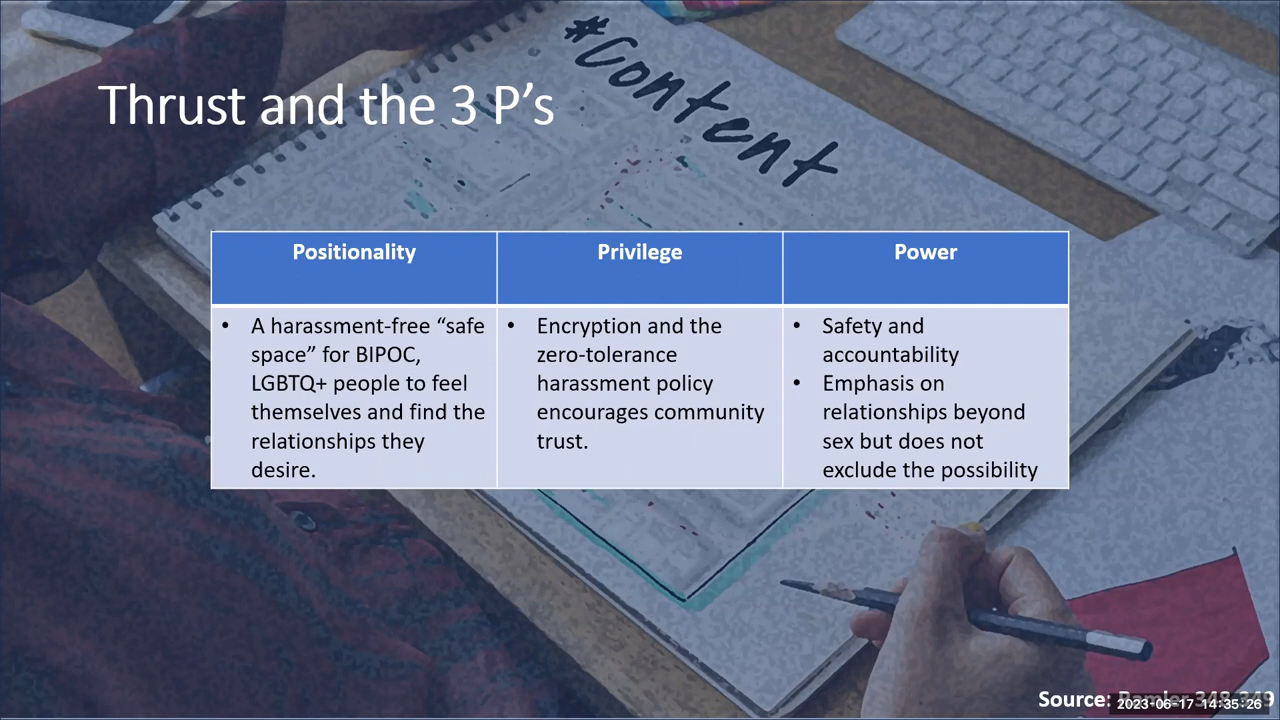 #Content
Thrust and the 3 P’s
Positionality
Privilege
Power
• A harassment-free “safe
space” for BIPOC,
LGBTQ+ people to feel
themselves and find the
relationships they
desire.
• Encryption and the
zero-tolerance
harassment policy
encourages community
trust.
• Safety and
accountability
• Emphasis on
relationships beyond
sex but does not
exclude the possibility
Source:
2023-06-17 14:35:26